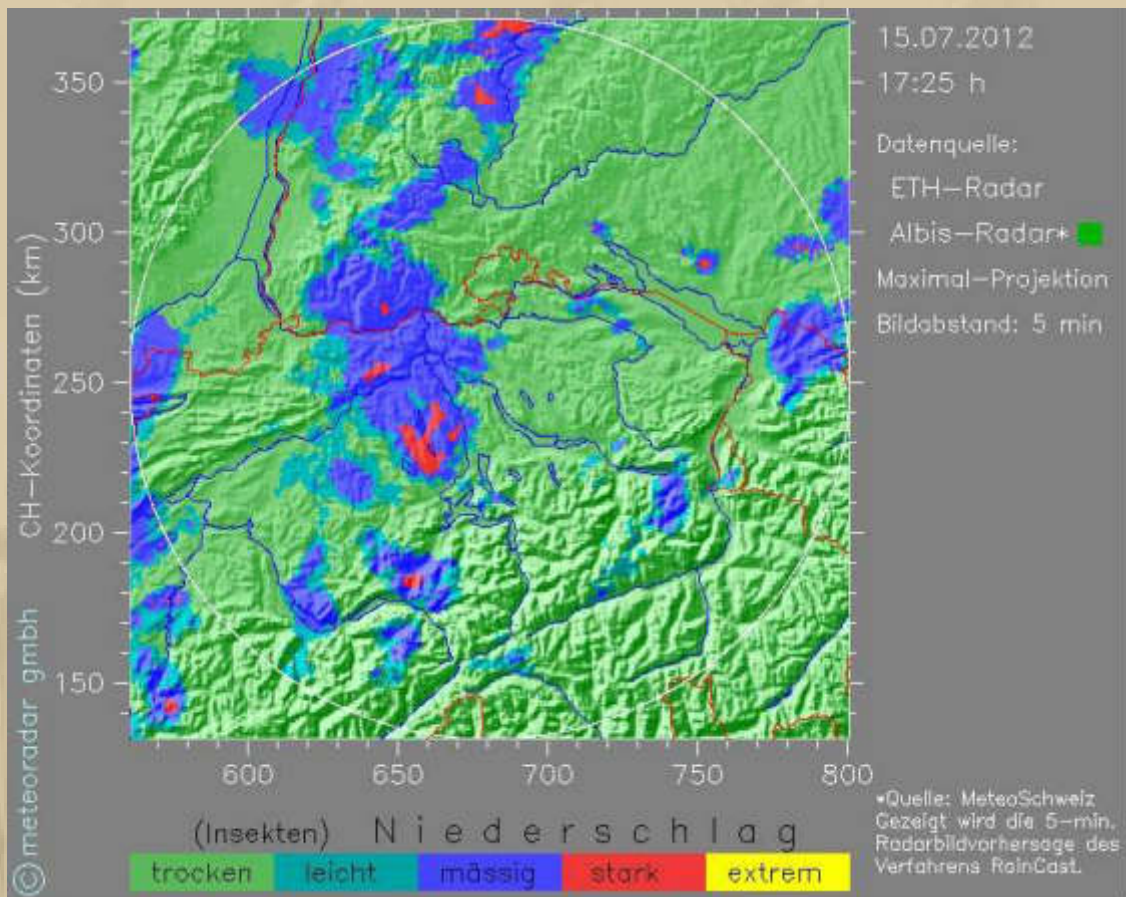 15.07.2012
17:25 h
Datenquelle:
ETH-Radar
Albis-Radar*
Maximal-Projektion
Bildabstand: 5 min
350
300
250
200
150
CH-Koordinaten (km)
© meteoradar gmbh
600 650 700 750 800
(Insekten) Niederschlag
trocken leicht mässig stark extrem
*Quelle: MeteoSchweiz
Gezeigt wird die 5-min.
Radarbildvorhersage des
Verfahrens RainCast.